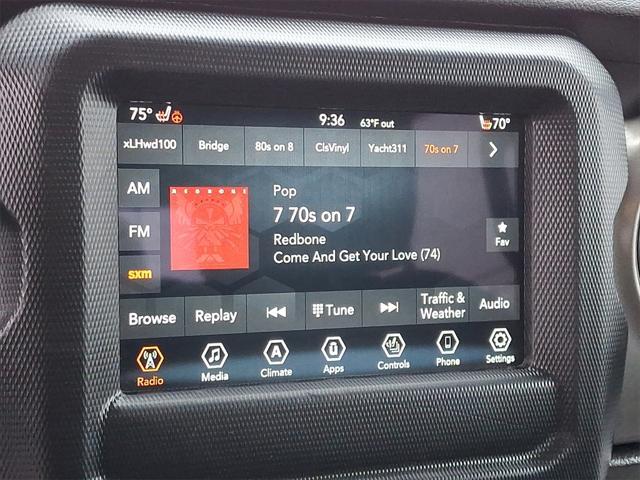 75° 9:36 63°F out 70°
xLHwd100 Bridge 80s on 8 ClsVinyl Yacht311 70s on 7
REDBONE
AM
Pop
7 70s on 7
FM
Redbone
Fav
Come And Get Your Love (74)
sxm
Browse Replay Tune Traffic & Weather Audio
A
Radio Media Climate Apps Controls Phone Settings